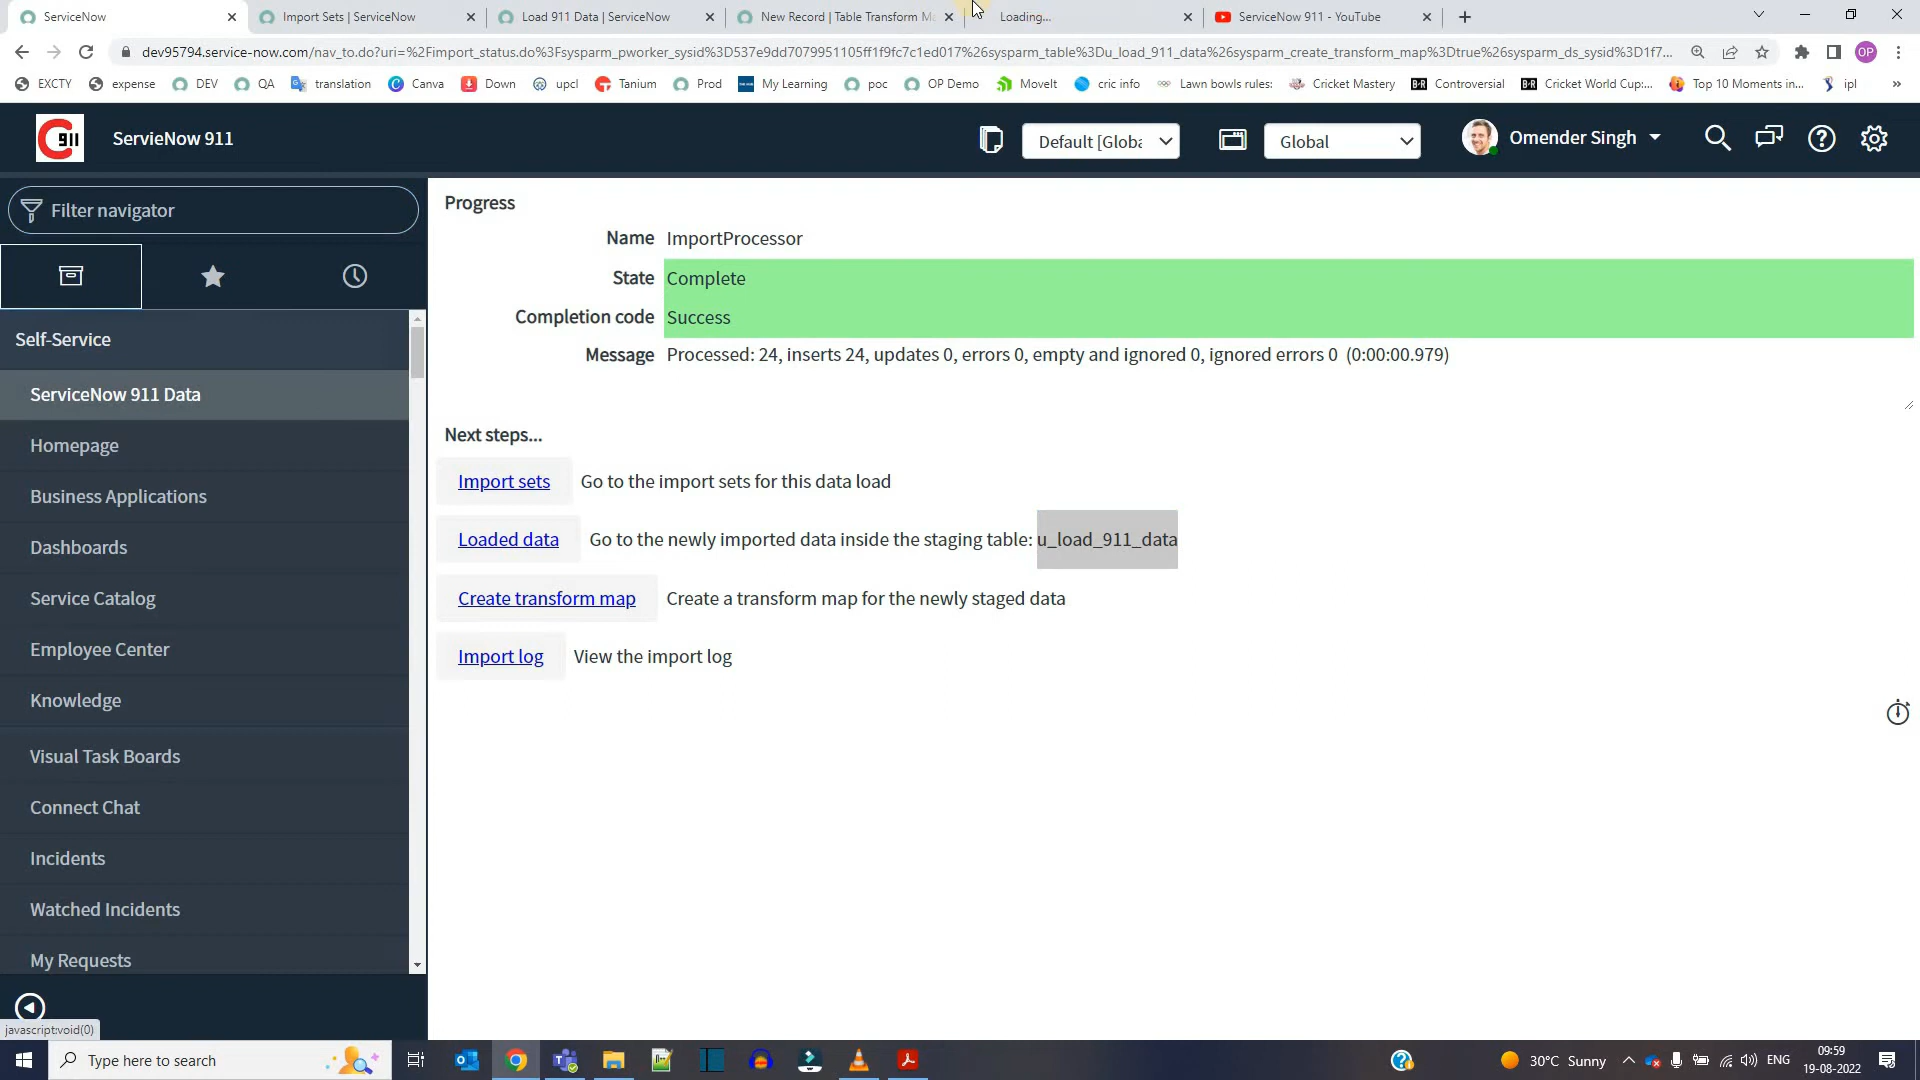 ServiceNow
Import Sets | ServiceNow
Load 911 Data | ServiceNow
New Record | Table Transform M
Loading...
ServiceNow 911 - YouTube
dev95794.service-now.com/nav_to.do?uri=%2Fimport_status.do%3Fsysparm_pworker_sysid%3D537e9dd7079951105ff1f9fc7c1ed017%26sysparm_table%3Du_load_911_data%26sysparm_create_transform_map%3Dtrue%26sysparm_ds_sysid%3D1f7...
OP
EXCTY
expense
DEV
QA
translation
Canva
Down
upcl
Tanium
Prod
My Learning
poc
OP Demo
MoveIt
cric info
Lawn bowls rules:
Cricket Mastery
Controversial
Cricket World Cup:...
Top 10 Moments in...
ipl
»
C 911
ServieNow 911
Default [Globa
Global
Omender Singh
Filter navigator
Self-Service
ServiceNow 911 Data
Homepage
Business Applications
Dashboards
Service Catalog
Employee Center
Knowledge
Visual Task Boards
Connect Chat
Incidents
Watched Incidents
My Requests
javascript:void(0)
Progress
Name ImportProcessor
State Complete
Completion code Success
Message Processed: 24, inserts 24, updates 0, errors 0, empty and ignored 0, ignored errors 0 (0:00:00.979)
Next steps...
Import sets Go to the import sets for this data load
Loaded data Go to the newly imported data inside the staging table: u_load_911_data
Create transform map Create a transform map for the newly staged data
Import log View the import log
Type here to search
30°C Sunny
ENG
09:59
19-08-2022